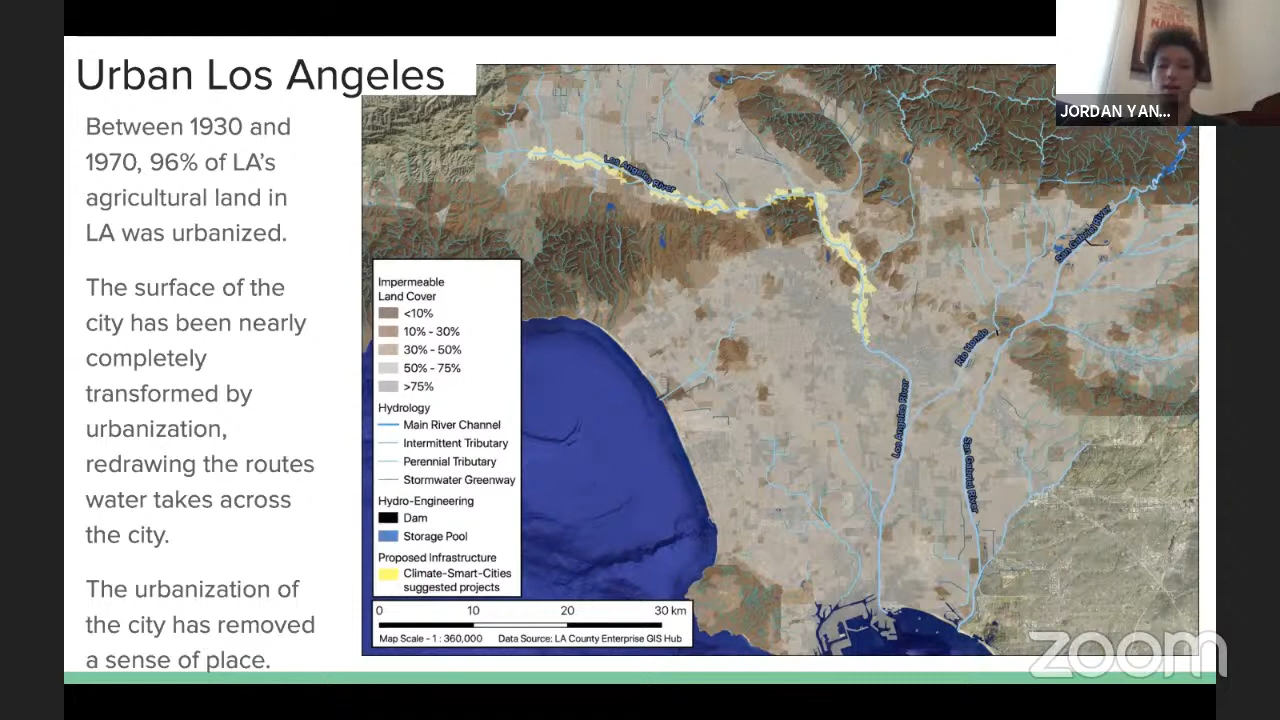 Urban Los Angeles
Between 1930 and
1970, 96% of LA's
agricultural land in
LA was urbanized.
The surface of the
city has been nearly
completely
transformed by
urbanization,
redrawing the routes
water takes across
the city.
The urbanization of
the city has removed
a sense of place.
Los Angeles River
San Gabriel River
Rio Hondo
Los Angeles River
San Gabriel River
Impermeable
Land Cover
<10%
10% - 30%
30% - 50%
50% - 75%
>75%
Hydrology
Main River Channel
Intermittent Tributary
Perennial Tributary
Stormwater Greenway
Hydro-Engineering
Dam
Storage Pool
Proposed Infrastructure
Climate-Smart-Cities
suggested projects
0 10 20 30 km
Map Scale - 1 : 360,000 Data Source: LA County Enterprise GIS Hub
JORDAN YAN...
zoom